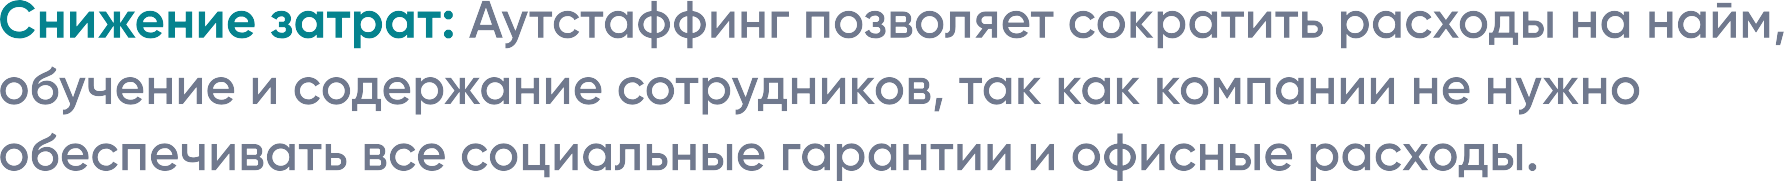 Снижение затрат: Аутстаффинг позволяет сократить расходы на найм,
обучение и содержание сотрудников, так как компании не нужно
обеспечивать все социальные гарантии и офисные расходы.